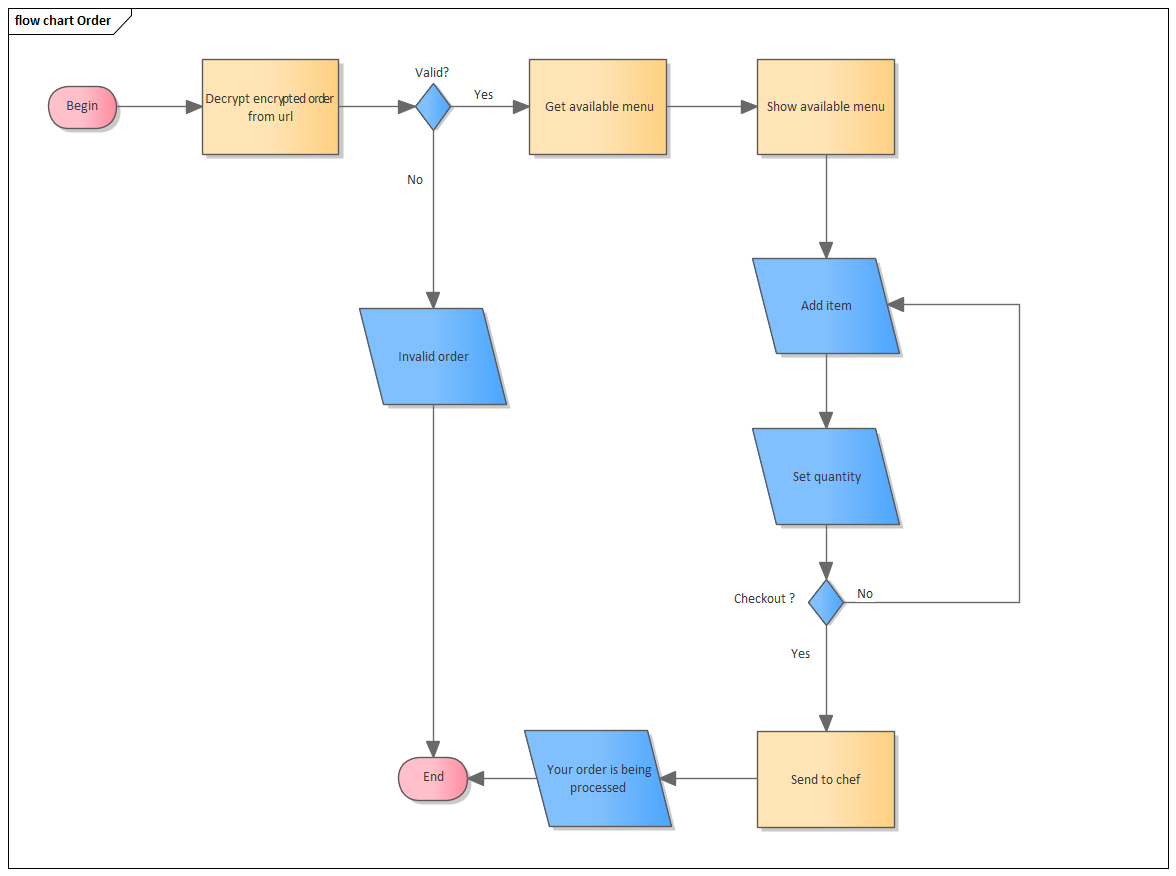 flow chart Order
Valid?
Begin
Decrypt encrypted order
from url
Yes
Get available menu
Show available menu
No
Add item
Invalid order
Set quantity
Checkout ?
No
Yes
End
Your order is being
processed
Send to chef